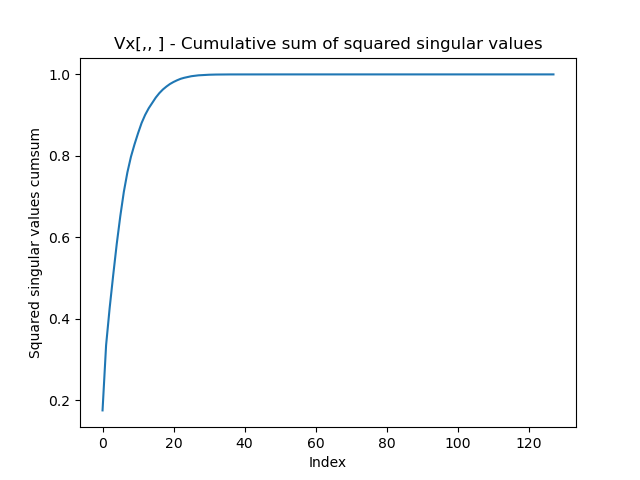 Vx[,, ] - Cumulative sum of squared singular values
1.0
0.8
0.6
0.4
0.2
Squared singular values cumsum
0 20 40 60 80 100 120
Index